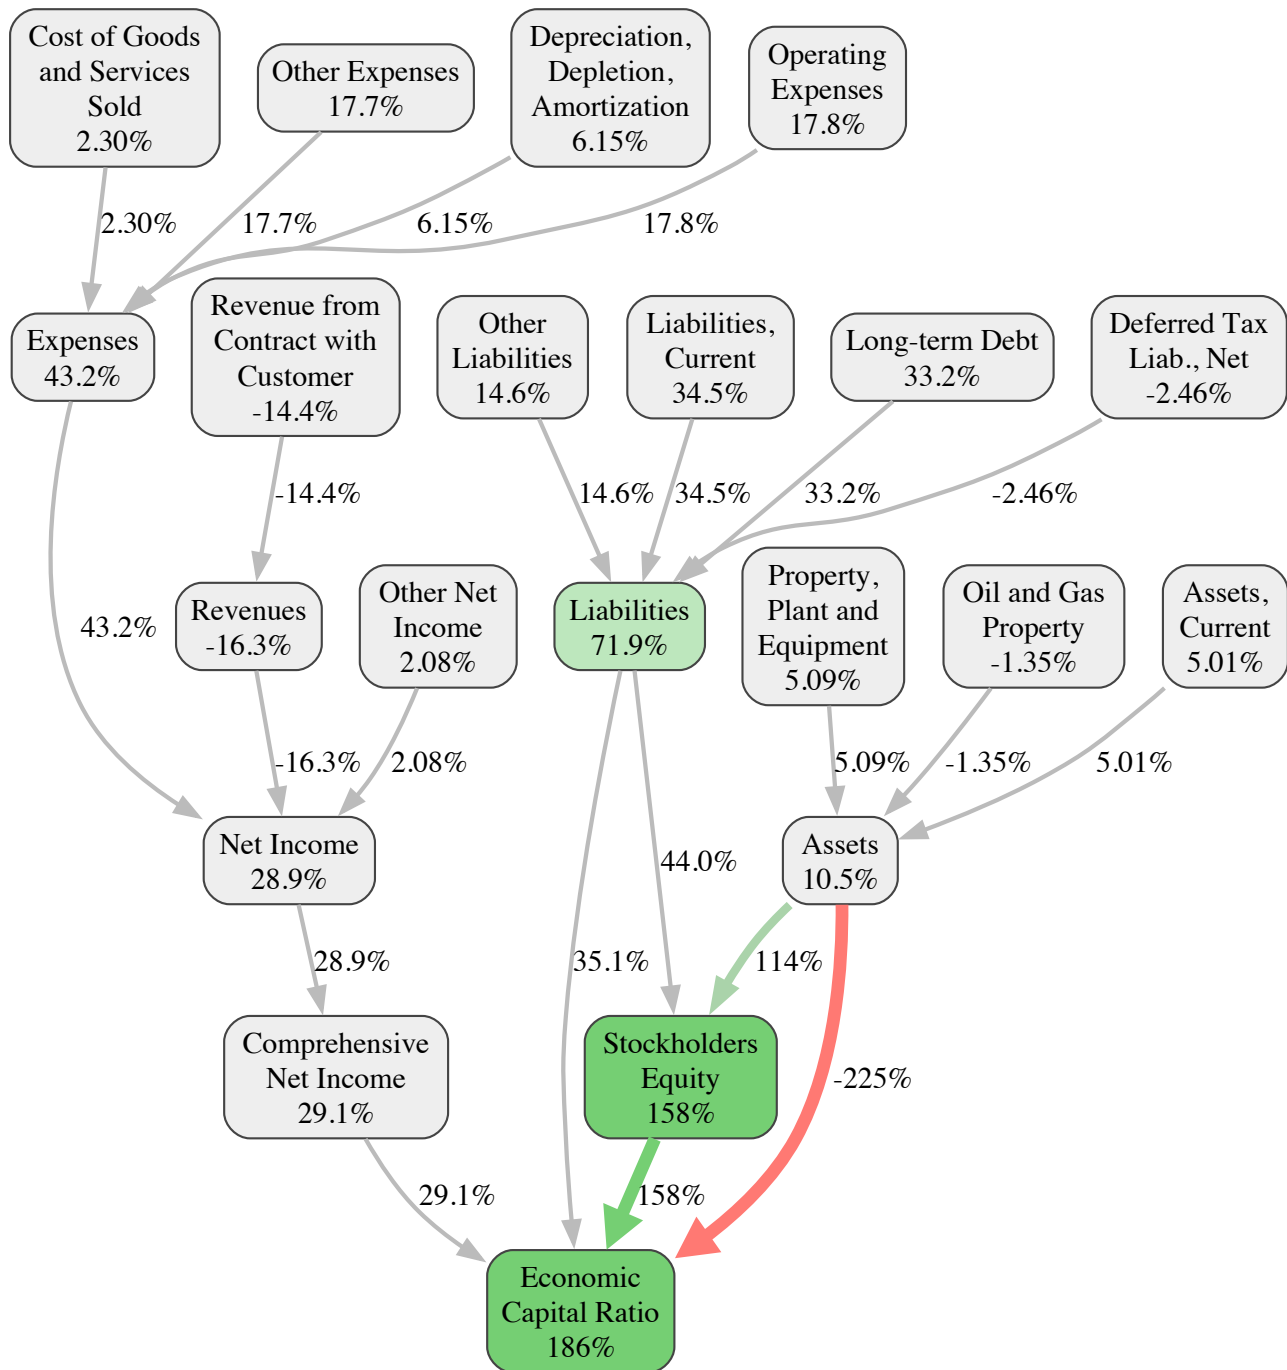 Cost of Goods
and Services
Sold
2.30%
Other Expenses
17.7%
Depreciation,
Depletion,
Amortization
6.15%
Operating
Expenses
17.8%
2.30%
17.7%
6.15%
17.8%
Expenses
43.2%
Revenue from
Contract with
Customer
-14.4%
Other
Liabilities
14.6%
Liabilities,
Current
34.5%
Long-term Debt
33.2%
Deferred Tax
Liab., Net
-2.46%
-14.4%
14.6%
34.5%
33.2%
-2.46%
43.2%
Revenues
-16.3%
Other Net
Income
2.08%
Liabilities
71.9%
Property,
Plant and
Equipment
5.09%
Oil and Gas
Property
-1.35%
Assets,
Current
5.01%
-16.3%
2.08%
5.09%
-1.35%
5.01%
Net Income
28.9%
44.0%
Assets
10.5%
28.9%
35.1%
114%
Comprehensive
Net Income
29.1%
Stockholders
Equity
158%
-225%
29.1%
158%
Economic
Capital Ratio
186%